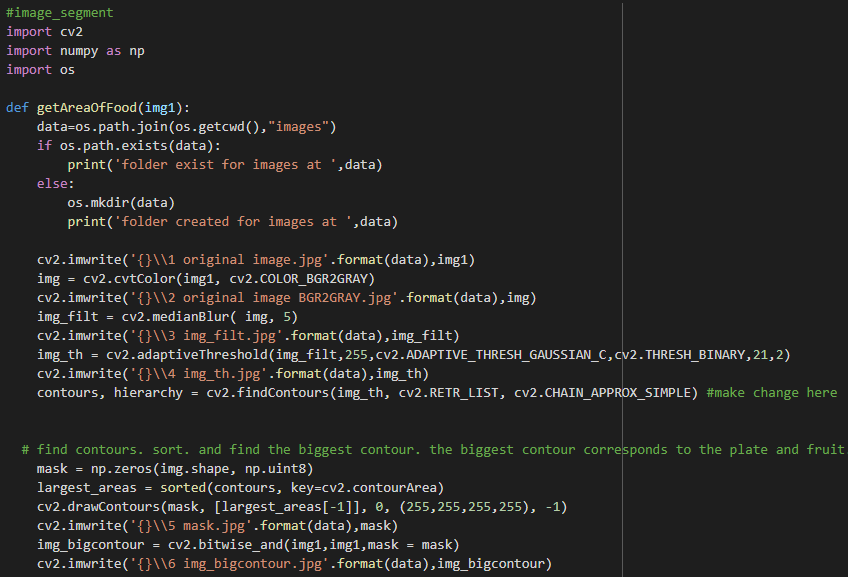 #image_segment
import cv2
import numpy as np
import os
def getAreaOfFood(img1):
    data=os.path.join(os.getcwd(),"images")
    if os.path.exists(data):
        print('folder exist for images at ',data)
    else:
        os.mkdir(data)
        print('folder created for images at ',data)
    cv2.imwrite('{}\\1 original image.jpg'.format(data),img1)
    img = cv2.cvtColor(img1, cv2.COLOR_BGR2GRAY)
    cv2.imwrite('{}\\2 original image BGR2GRAY.jpg'.format(data),img)
    img_filt = cv2.medianBlur( img, 5)
    cv2.imwrite('{}\\3 img_filt.jpg'.format(data),img_filt)
    img_th = cv2.adaptiveThreshold(img_filt,255,cv2.ADAPTIVE_THRESH_GAUSSIAN_C,cv2.THRESH_BINARY,21,2)
    cv2.imwrite('{}\\4 img_th.jpg'.format(data),img_th)
    contours, hierarchy = cv2.findContours(img_th, cv2.RETR_LIST, cv2.CHAIN_APPROX_SIMPLE) #make change here
  # find contours. sort. and find the biggest contour. the biggest contour corresponds to the plate and fruit.
    mask = np.zeros(img.shape, np.uint8)
    largest_areas = sorted(contours, key=cv2.contourArea)
    cv2.drawContours(mask, [largest_areas[-1]], 0, (255,255,255,255), -1)
    cv2.imwrite('{}\\5 mask.jpg'.format(data),mask)
    img_bigcontour = cv2.bitwise_and(img1,img1,mask = mask)
    cv2.imwrite('{}\\6 img_bigcontour.jpg'.format(data),img_bigcontour)